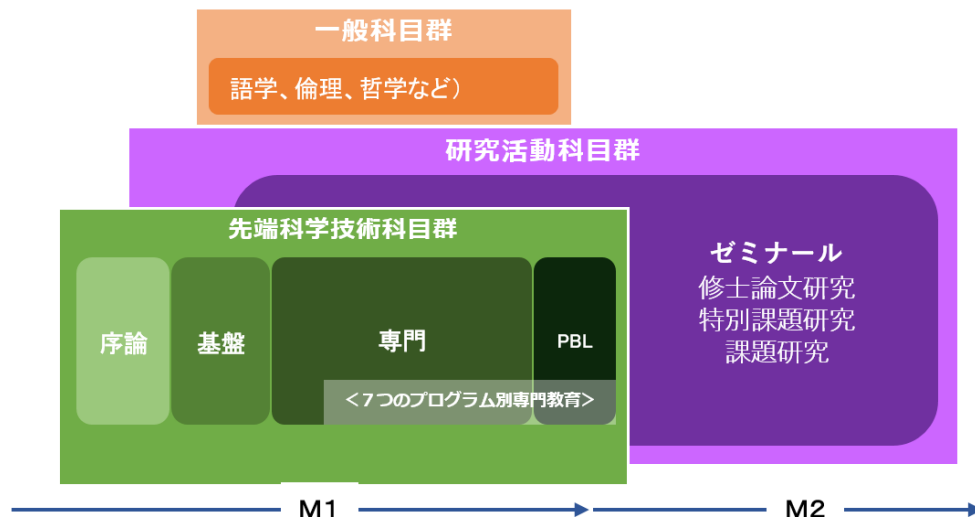 一般科目群
語学、倫理、哲学など）
研究活動科目群
先端科学技術科目群
序論
基盤
専門
PBL
＜７つのプログラム別専門教育＞
ゼミナール
修士論文研究
特別課題研究
課題研究
M1
M2